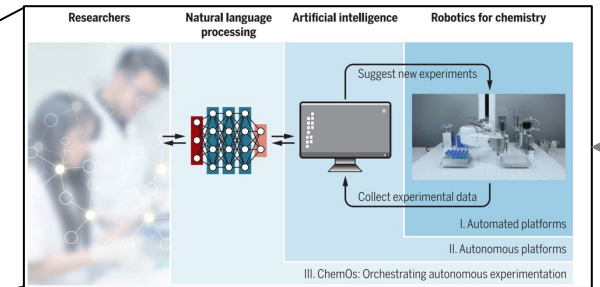 Researchers
Natural language
processing
Artificial intelligence
Robotics for chemistry
Suggest new experiments
Collect experimental data
I. Automated platforms
II. Autonomous platforms
III. ChemOs: Orchestrating autonomous experimentation